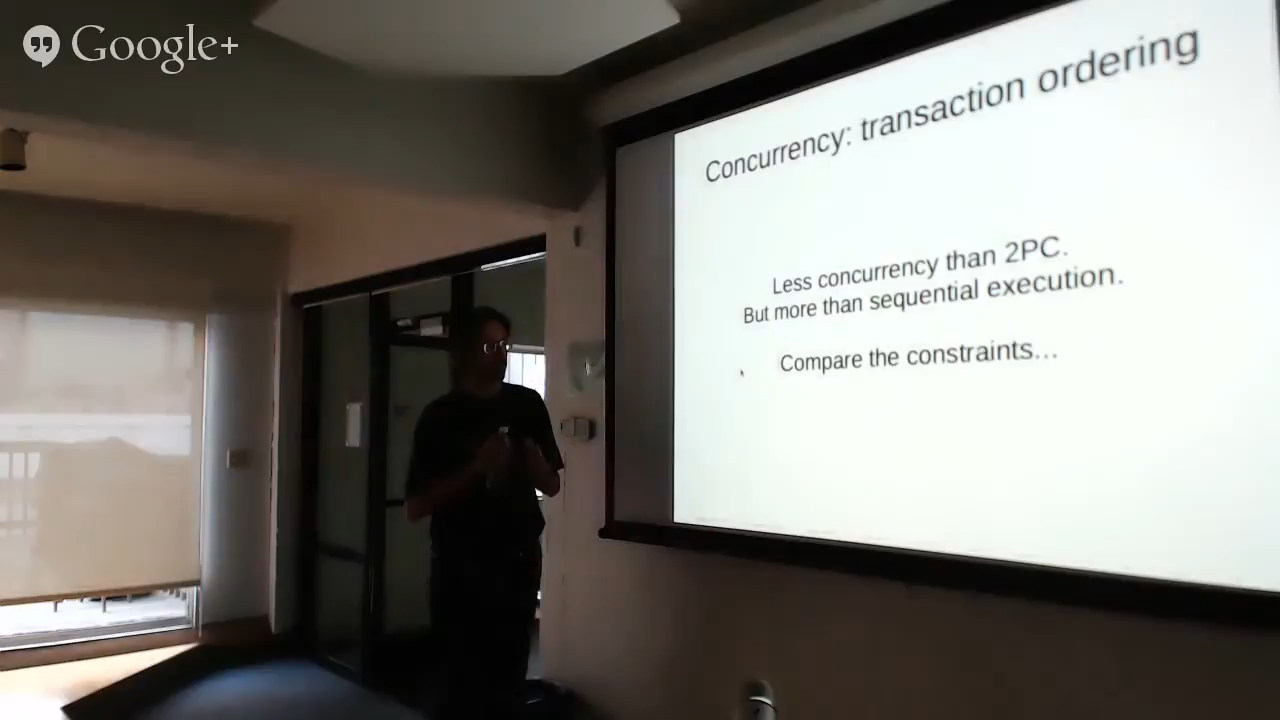 Google+
Concurrency: transaction ordering
Less concurrency than 2PC.
But more than sequential execution.
Compare the constraints...